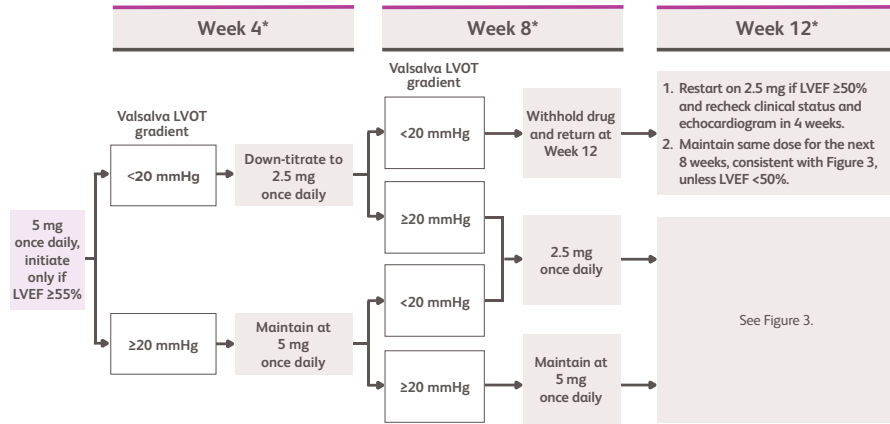 Week 4*
Week 8*
Week 12*
5 mg
once daily,
initiate
only if
LVEF ≥55%
Valsalva LVOT
gradient
<20 mmHg
Down-titrate to
2.5 mg
once daily
≥20 mmHg
Maintain at
5 mg
once daily
Valsalva LVOT
gradient
<20 mmHg
Withhold drug
and return at
Week 12
≥20 mmHg
<20 mmHg
2.5 mg
once daily
≥20 mmHg
Maintain at
5 mg
once daily
1. Restart on 2.5 mg if LVEF ≥50%
and recheck clinical status and
echocardiogram in 4 weeks.
2. Maintain same dose for the next
8 weeks, consistent with Figure 3,
unless LVEF <50%.
See Figure 3.